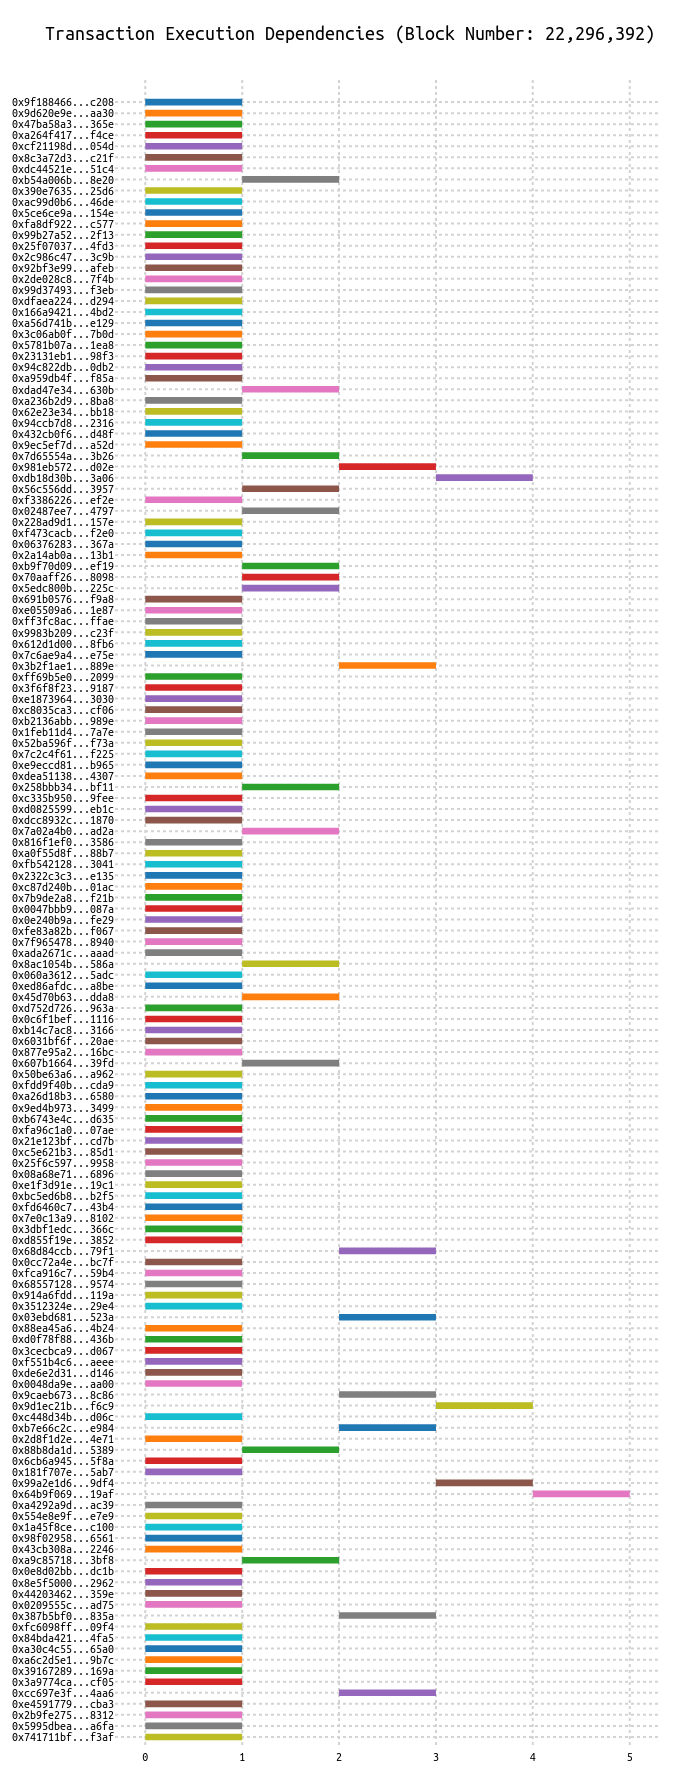 Transaction Execution Dependencies (Block Number: 22,296,392)
0x9f188466...c208
0x9d620e9e...aa30
0x47ba58a3...365e
0xa264f417...f4ce
0xcf21198d...054d
0x8c3a72d3...c21f
0xdc44521e...51c4
0xb54a006b...8e20
0x390e7635...25d6
0xac99d0b6...46de
0x5ce6ce9a...154e
0xfa8df922...c577
0x99b27a52...2f13
0x25f07037...4fd3
0x2c986c47...3c9b
0x92bf3e99...afeb
0x2de028c8...7f4b
0x99d37493...f3eb
0xdfaea224...d294
0x166a9421...4bd2
0xa56d741b...e129
0x3c06ab0f...7b0d
0x5781b07a...1ea8
0x23131eb1...98f3
0x94c822db...0db2
0xa959db4f...f85a
0xdad47e34...630b
0xa236b2d9...8ba8
0x62e23e34...bb18
0x94ccb7d8...2316
0x432cb0f6...d48f
0x9ec5ef7d...a52d
0x7d65554a...3b26
0x981eb572...d02e
0xdb18d30b...3a06
0x56c556dd...3957
0xf3386226...ef2e
0x02487ee7...4797
0x228ad9d1...157e
0xf473cacb...f2e0
0x06376283...367a
0x2a14ab0a...13b1
0xb9f70d09...ef19
0x70aaff26...8098
0x5edc800b...225c
0x691b0576...f9a8
0xe05509a6...1e87
0xff3fc8ac...ffae
0x9983b209...c23f
0x612d1d00...8fb6
0x7c6ae9a4...e75e
0x3b2f1ae1...889e
0xff69b5e0...2099
0x3f6f8f23...9187
0xe1873964...3030
0xc8035ca3...cf06
0xb2136abb...989e
0x1feb11d4...7a7e
0x52ba596f...f73a
0x7c2c4f61...f225
0xe9eccd81...b965
0xdea51138...4307
0x258bbb34...bf11
0xc335b950...9fee
0xd0825599...eb1c
0xdcc8932c...1870
0x7a02a4b0...ad2a
0x816f1ef0...3586
0xa0f55d8f...88b7
0xfb542128...3041
0x2322c3c3...e135
0xc87d240b...01ac
0x7b9de2a8...f21b
0x0047bbb9...087a
0x0e240b9a...fe29
0xfe83a82b...f067
0x7f965478...8940
0xada2671c...aaad
0x8ac1054b...586a
0x060a3612...5adc
0xed86afdc...a8be
0x45d70b63...dda8
0xd752d726...963a
0x0c6f1bef...1116
0xb14c7ac8...3166
0x6031bf6f...20ae
0x877e95a2...16bc
0x607b1664...39fd
0x50be63a6...a962
0xfdd9f40b...cda9
0xa26d18b3...6580
0x9ed4b973...3499
0xb6743e4c...d635
0xfa96c1a0...07ae
0x21e123bf...cd7b
0xc5e621b3...85d1
0x25f6c597...9958
0x08a68e71...6896
0xe1f3d91e...19c1
0xbc5ed6b8...b2f5
0xfd6460c7...43b4
0x7e0c13a9...8102
0x3dbf1edc...366c
0xd855f19e...3852
0x68d84ccb...79f1
0x0cc72a4e...bc7f
0xfca916c7...59b4
0x68557128...9574
0x914a6fdd...119a
0x3512324e...29e4
0x03ebd681...523a
0x88ea45a6...4b24
0xd0f78f88...436b
0x3cecbca9...d067
0xf551b4c6...aeee
0xde6e2d31...d146
0x0048da9e...aa00
0x9caeb673...8c86
0x9d1ec21b...f6c9
0xc448d34b...d06c
0xb7e66c2c...e984
0x2d8f1d2e...4e71
0x88b8da1d...5389
0x6cb6a945...5f8a
0x181f707e...5ab7
0x99a2e1d6...9df4
0x64b9f069...19af
0xa4292a9d...ac39
0x554e8e9f...e7e9
0x1a45f8ce...c100
0x98f02958...6561
0x43cb308a...2246
0xa9c85718...3bf8
0x0e8d02bb...dc1b
0x8e5f5000...2962
0x44203462...359e
0x0209555c...ad75
0x387b5bf0...835a
0xfc6098ff...09f4
0x84bda421...4fa5
0xa30c4c55...65a0
0xa6c2d5e1...9b7c
0x39167289...169a
0x3a9774ca...cf05
0xcc697e3f...4aa6
0xe4591779...cba3
0x2b9fe275...8312
0x5995dbea...a6fa
0x741711bf...f3af
0 1 2 3 4 5